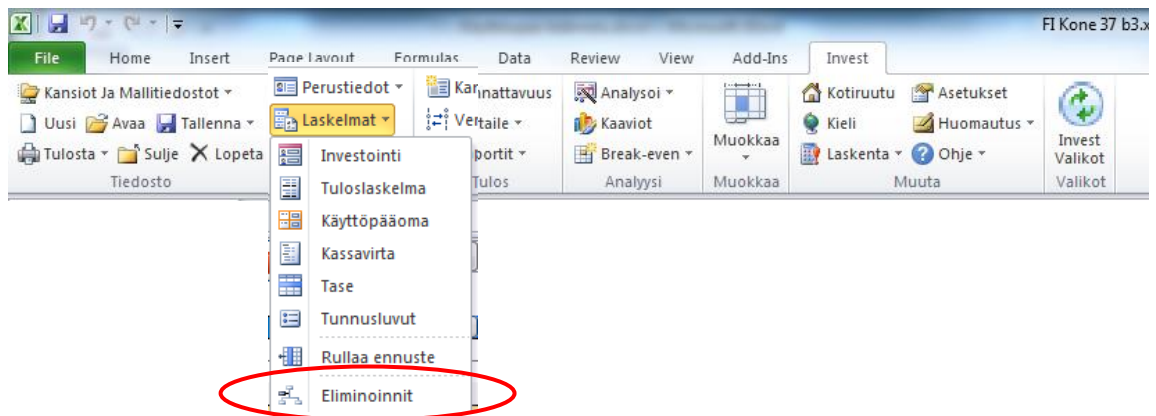 FI Kone 37 b3.x
File Home Insert Page Layout Formulas Data Review View Add-Ins Invest
Kansiot Ja Mallitiedostot Perustiedot Kar nnattavuus Analysoi Kotiruutu Asetukset
Uusi Avaa Tallenna Laskelmat Ver taile Kaaviot Muokkaa Kieli Huomautus Invest Valikot
Tulosta Sulje Lopeta portit Break-even Laskenta Ohje
Tiedosto Tulos Analyysi Muokkaa Muuta Valikot
Investointi
Tuloslaskelma
Käyttöpääoma
Kassavirta
Tase
Tunnusluvut
Rullaa ennuste
Eliminoinnit